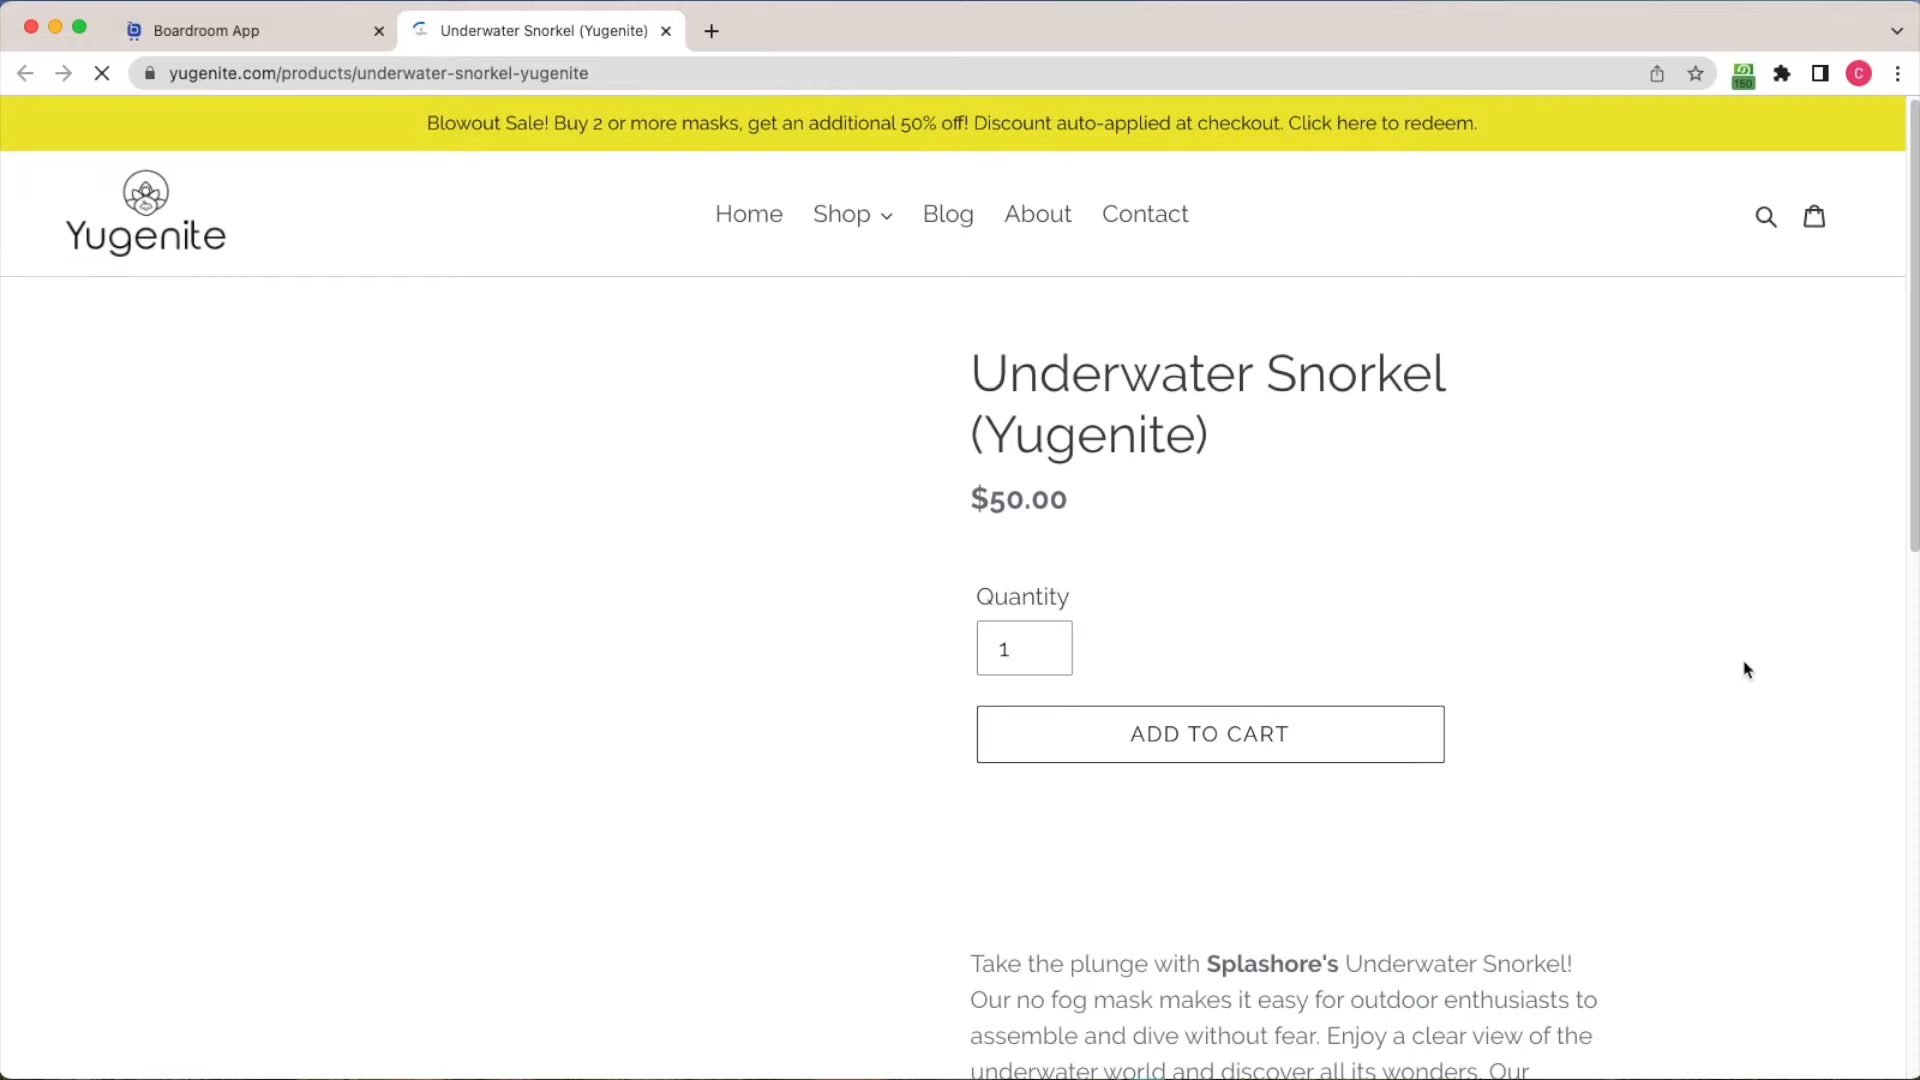 Boardroom App
Underwater Snorkel (Yugenite)
yugenite.com/products/underwater-snorkel-yugenite
150
C
Blowout Sale! Buy 2 or more masks, get an additional 50% off! Discount auto-applied at checkout. Click here to redeem.
Yugenite
Home Shop Blog About Contact
Underwater Snorkel
(Yugenite)
$50.00
Quantity
1
ADD TO CART
Take the plunge with Splashore's Underwater Snorkel!
Our no fog mask makes it easy for outdoor enthusiasts to
assemble and dive without fear. Enjoy a clear view of the
underwater world and discover all its wonders. Our